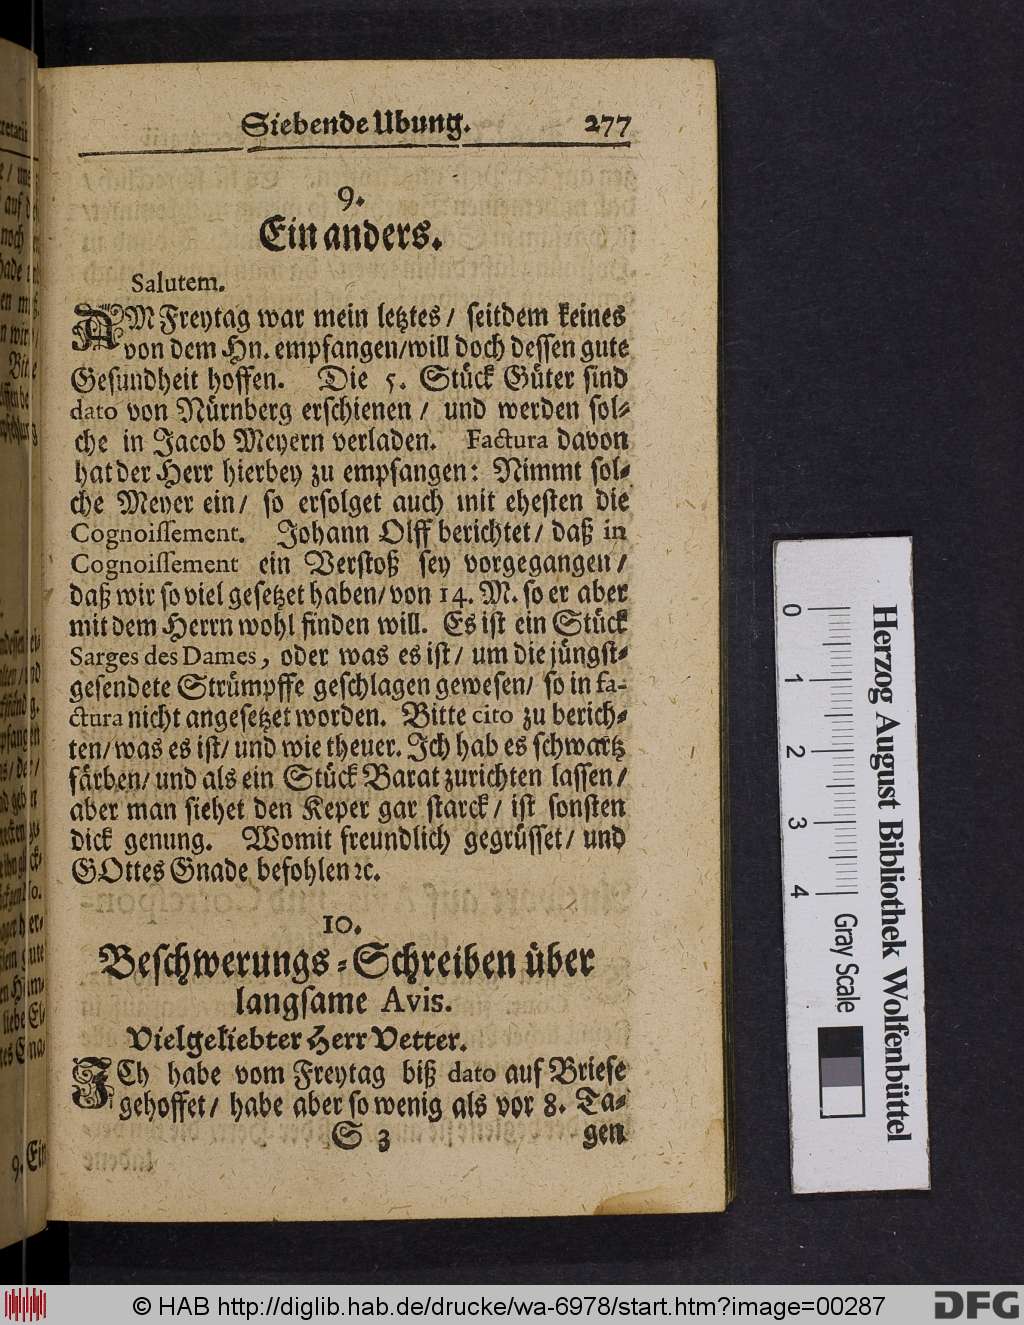 Siebende Ubung. 277
9.
Ein anders.
Salutem.
AM Freytag war mein letztes / seitdem keines
von dem Hn. empfangen/will doch dessen gute
Gesundheit hoffen. Die 5. Stück Güter sind
dato von Nürnberg erschienen / und werden sol-
che in Jacob Meyern verladen. Factura davon
hat der Herr hierbey zu empfangen: Nimmt sol-
che Meyer ein/ so erfolget auch mit ehesten die
Cognoissement. Johann Olff berichtet/ daß in
Cognoissement ein Verstoß sey vorgegangen/
daß wir so viel gesetzet haben/ von 14. M. so er aber
mit dem Herrn wohl finden will. Es ist ein Stück
Sarges des Dames, oder was es ist/ um die jüngst-
gesendete Strümpffe geschlagen gewesen/ so in fa-
ctura nicht angesetzet worden. Bitte cito zu berich-
ten/ was es ist/ und wie theuer. Ich hab es schwartz
färben/ und als ein Stück Barat zurichten lassen/
aber man siehet den Keper gar starck/ ist sonsten
dick genung. Womit freundlich gegrüsset/ und
GOttes Gnade befohlen ꝛc.
10.
Beschwerungs-Schreiben über
langsame Avis.
Vielgeliebter Herr Vetter.
ICh habe vom Freytag biß dato auf Briefe
gehoffet/ habe aber so wenig als vor 8. Ta-
S 3 gen
9. Ein
0 1 2 3 4
Gray Scale
Herzog August Bibliothek Wolfenbüttel
© HAB http://diglib.hab.de/drucke/wa-6978/start.htm?image=00287
DFG